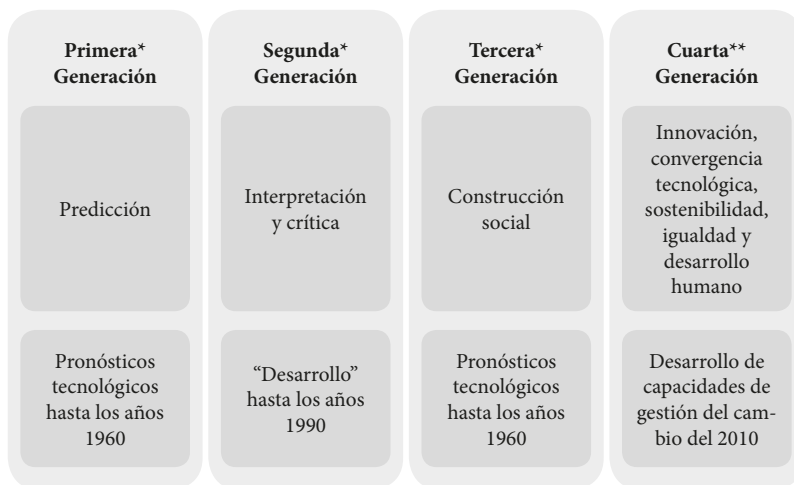 Primera*
Generación
Predicción
Pronósticos
tecnológicos
hasta los años
1960
Segunda*
Generación
Interpretación
y crítica
“Desarrollo”
hasta los años
1990
Tercera*
Generación
Construcción
social
Pronósticos
tecnológicos
hasta los años
1960
Cuarta**
Generación
Innovación,
convergencia
tecnológica,
sostenibilidad,
igualdad y
desarrollo
humano
Desarrollo de
capacidades de
gestión del cam-
bio del 2010